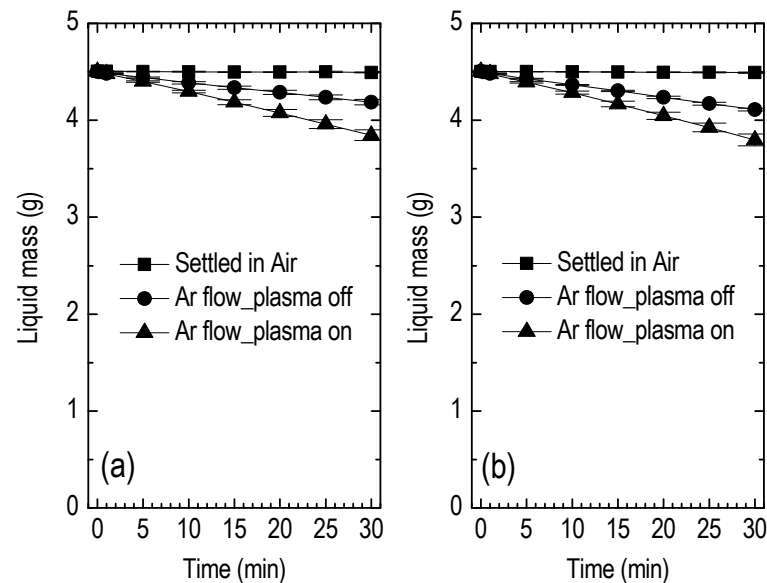 5
4
3
2
1
0
Liquid mass (g)
Settled in Air
Ar flow_plasma off
Ar flow_plasma on
(a)
0 5 10 15 20 25 30
Time (min)
5
4
3
2
1
0
Liquid mass (g)
Settled in Air
Ar flow_plasma off
Ar flow_plasma on
(b)
0 5 10 15 20 25 30
Time (min)